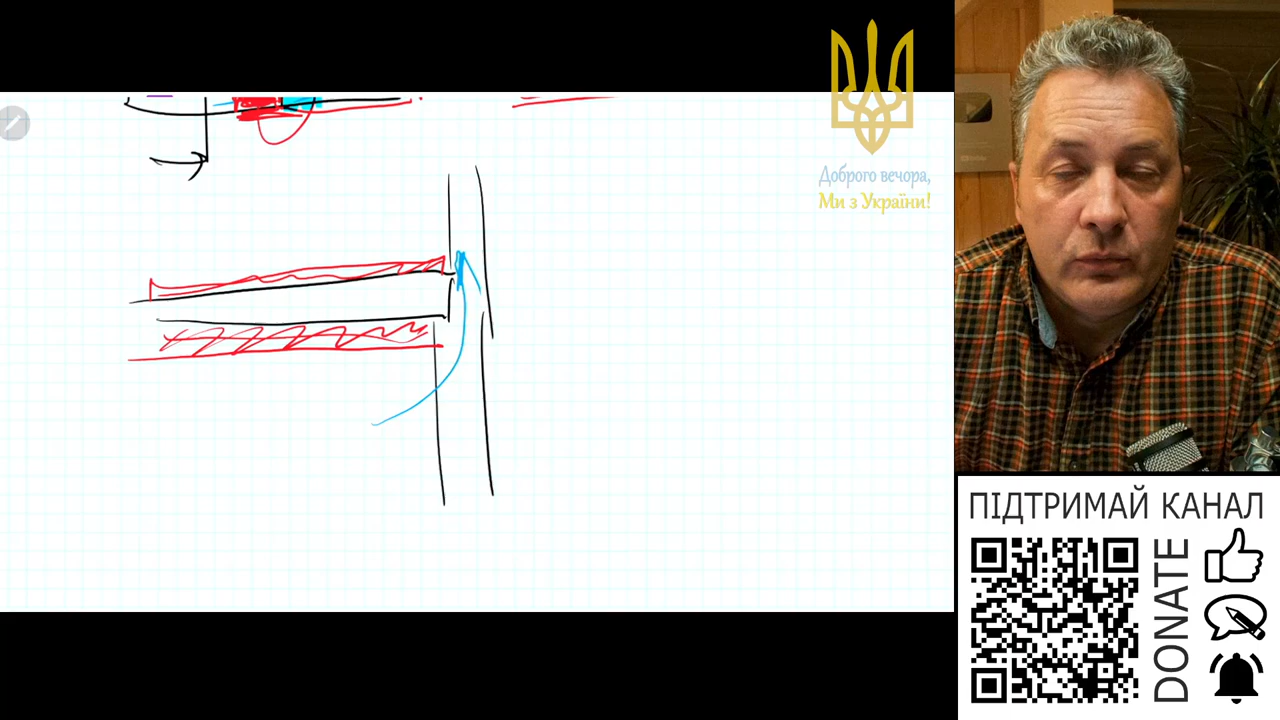 Доброго вечора,
Ми з України!
ПІДТРИМАЙ КАНАЛ
DONATE